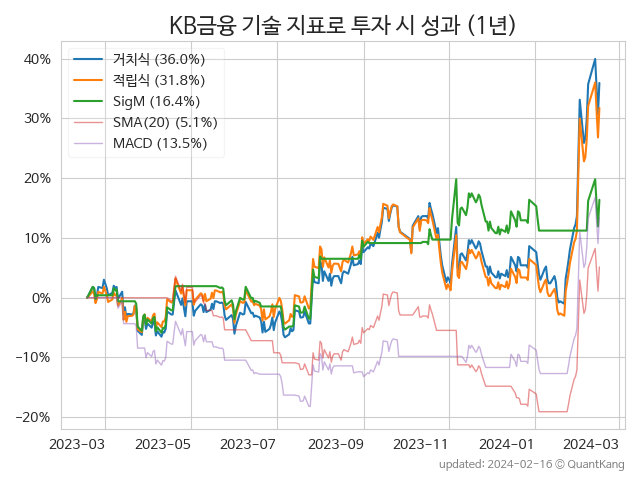 KB금융 기술 지표로 투자 시 성과 (1년)
40%
30%
20%
10%
0%
−10%
−20%
거치식 (36.0%)
적립식 (31.8%)
SigM (16.4%)
SMA(20) (5.1%)
MACD (13.5%)
2023-03 2023-05 2023-07 2023-09 2023-11 2024-01 2024-03
updated: 2024-02-16 © QuantKang